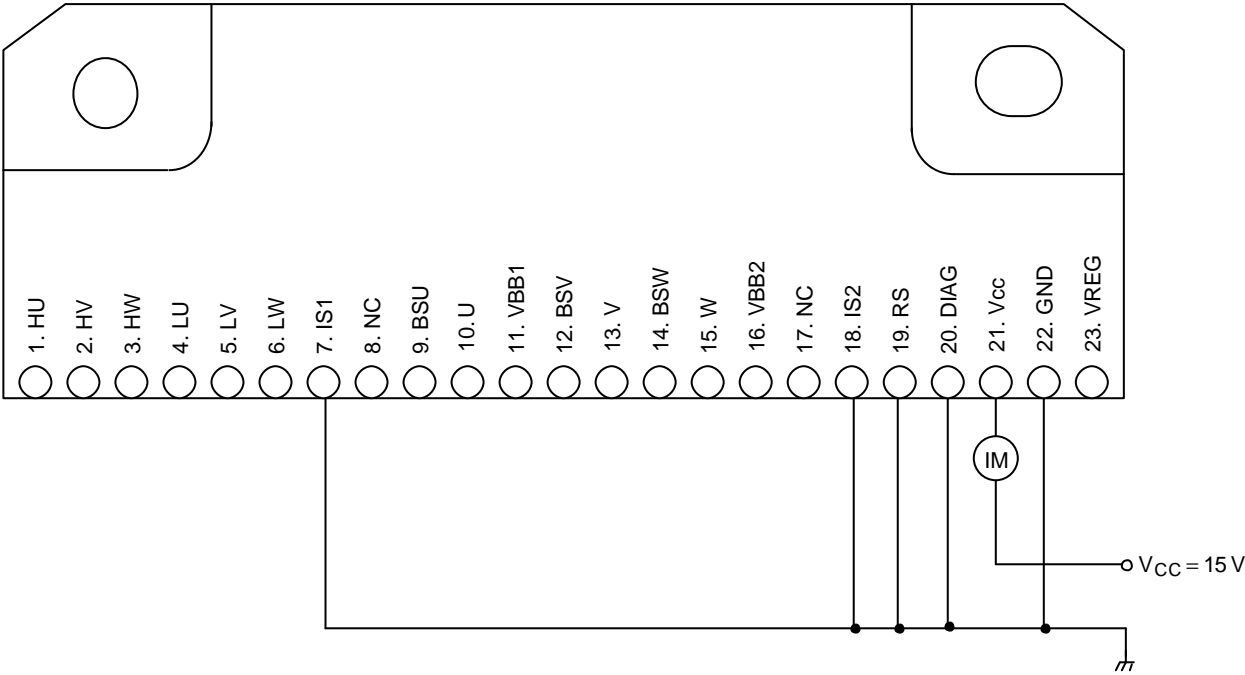 1. HU
2. HV
3. HW
4. LU
5. LV
6. LW
7. IS1
8. NC
9. BSU
10. U
11. VBB1
12. BSV
13. V
14. BSW
15. W
16. VBB2
17. NC
18. IS2
19. RS
20. DIAG
21. Vcc
22. GND
23. VREG
IM
VCC = 15 V